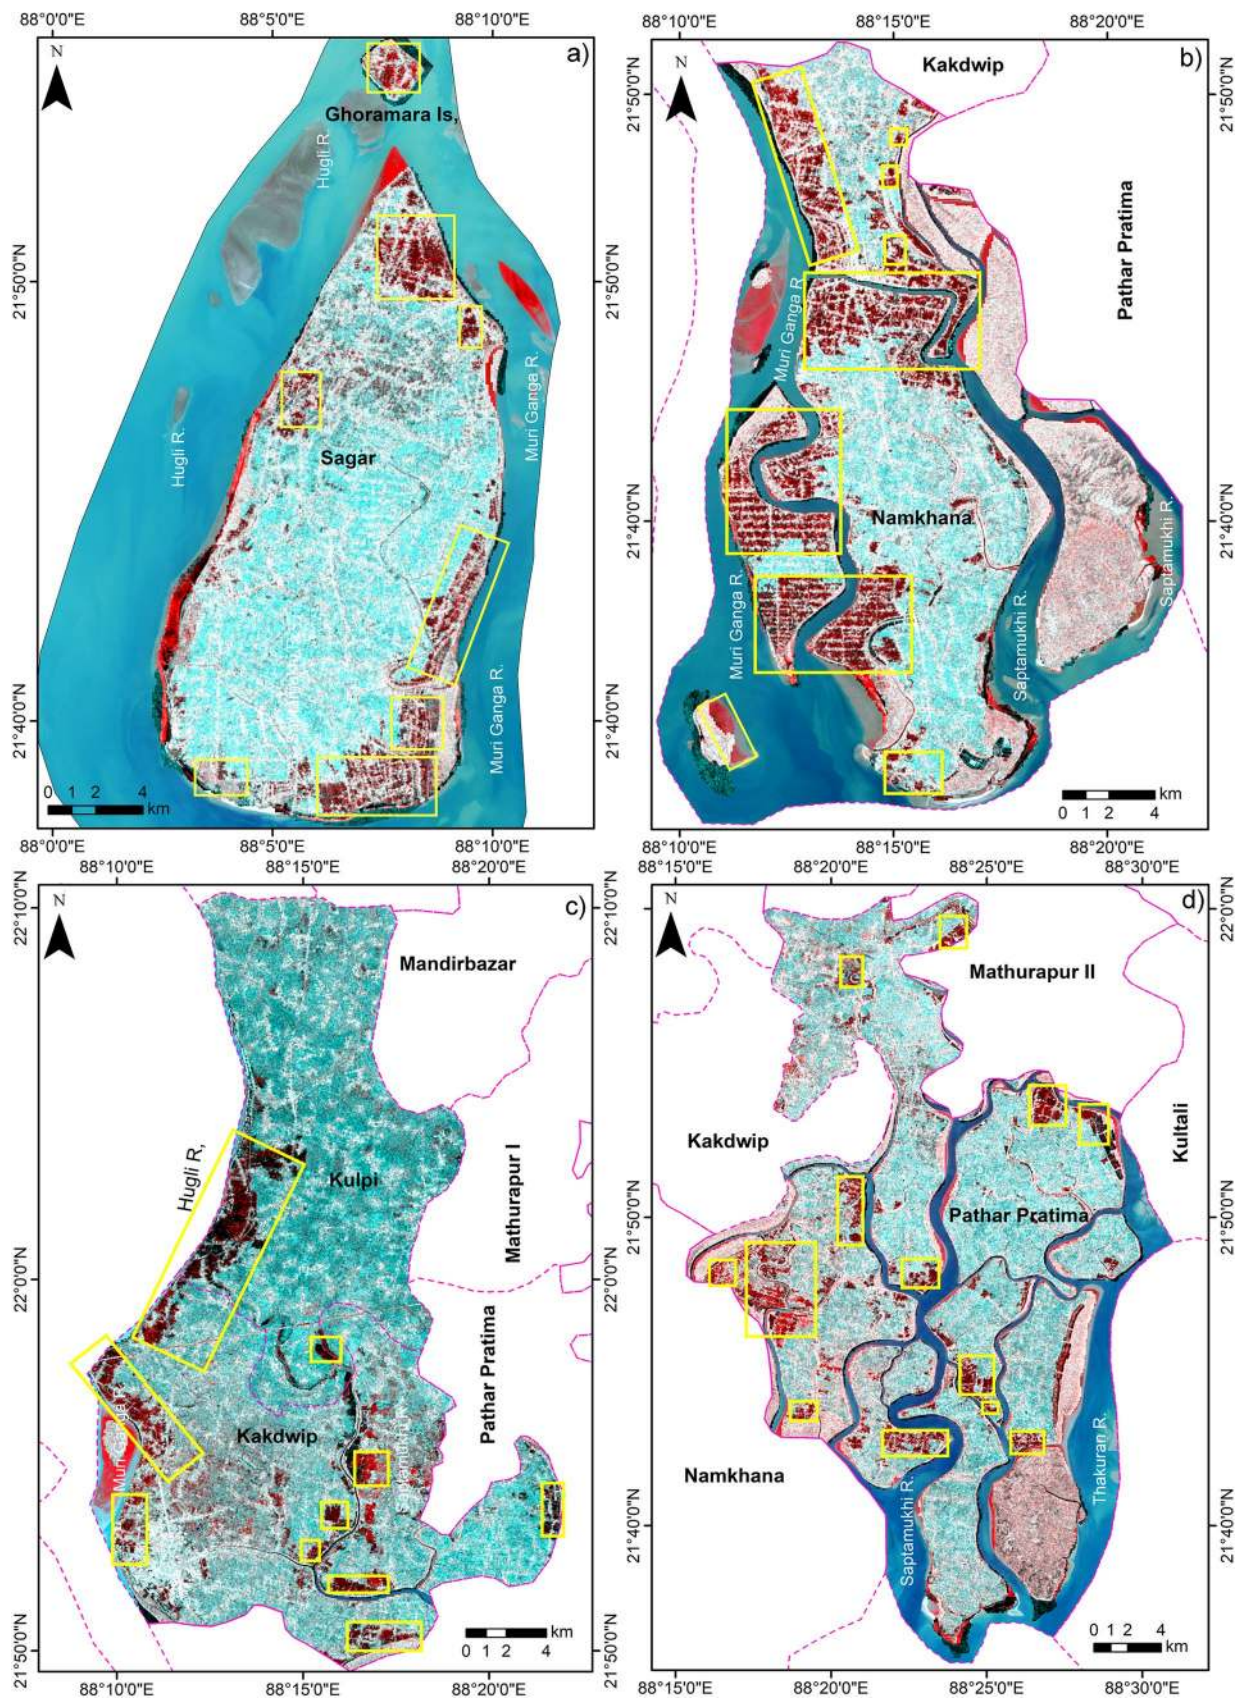 88°0'0"E 88°5'0"E 88°10'0"E
N
a)
Ghoramara Is,
Hugli R.
21°50'0"N
21°50'0"N
Muri Ganga R.
Hugli R.
Sagar
Muri Ganga R.
21°40'0"N
21°40'0"N
0 1 2 4
km
88°0'0"E 88°5'0"E 88°10'0"E
88°10'0"E 88°15'0"E 88°20'0"E
N
b)
Kakdwip
21°50'0"N
21°50'0"N
Pathar Pratima
Muri Ganga R.
Namkhana
21°40'0"N
21°40'0"N
Saptamukhi R.
Muri Ganga R.
Saptamukhi R.
km
0 1 2 4
88°10'0"E 88°15'0"E 88°20'0"E
88°10'0"E 88°15'0"E 88°20'0"E
N
c)
22°10'0"N
22°10'0"N
Mandirbazar
Hugli R,
Kulpi
Mathurapur I
22°0'0"N
22°0'0"N
Pathar Pratima
Kakdwip
Muri Ganga
Saptamukhi R.
km
0 1 2 4
21°50'0"N
21°50'0"N
88°10'0"E 88°15'0"E 88°20'0"E
88°15'0"E 88°20'0"E 88°25'0"E 88°30'0"E
N
d)
22°0'0"N
22°0'0"N
Mathurapur II
Kakdwip
Kultali
Pathar Pratima
21°50'0"N
21°50'0"N
Namkhana
Saptamukhi R.
Thakuran R.
21°40'0"N
21°40'0"N
0 1 2 4
km
88°15'0"E 88°20'0"E 88°25'0"E 88°30'0"E